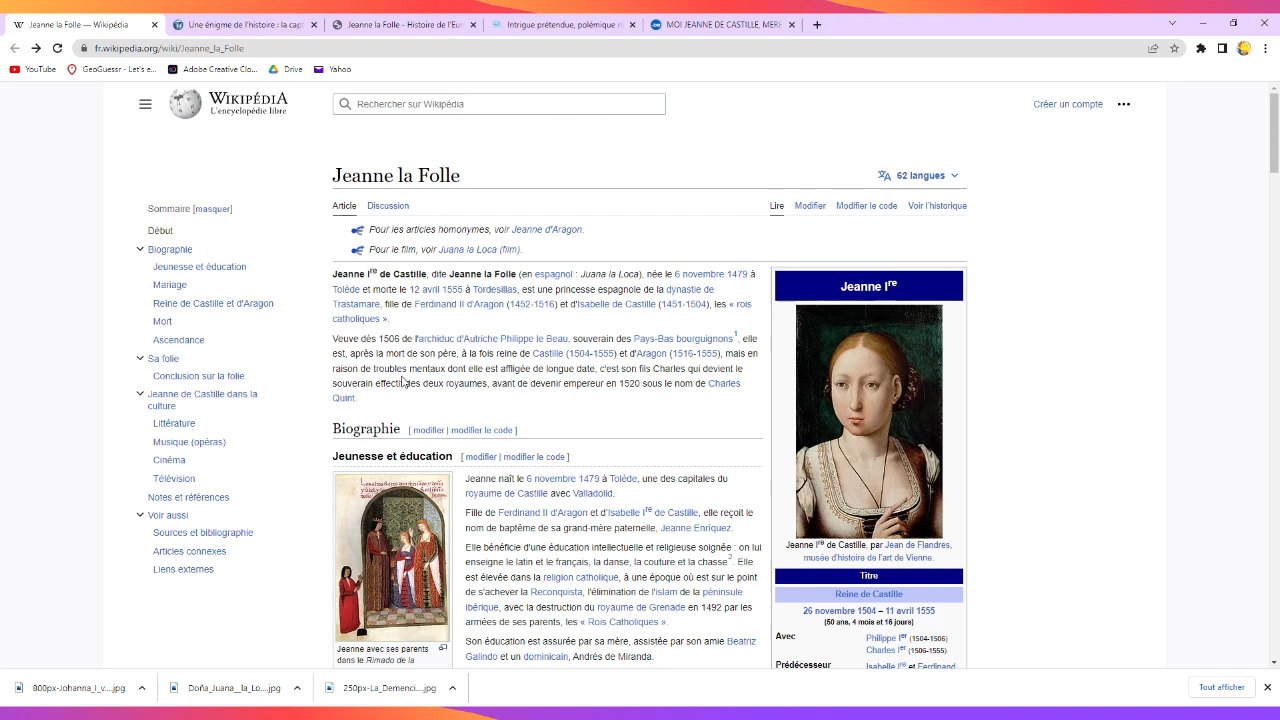 Jeanne la Folle — Wikipédia
Une énigme de l'histoire : la capt
Jeanne la Folle - Histoire de l'Eur
Intrigue prétendue, polémique m
MOI JEANNE DE CASTILLE, MERE
fr.wikipedia.org/wiki/Jeanne_la_Folle
YouTube
GeoGuessr - Let's e...
Adobe Creative Clo...
Drive
Yahoo
WIKIPÉDIA
L'encyclopédie libre
Rechercher sur Wikipédia
Créer un compte
Jeanne la Folle
62 langues
Article
Discussion
Lire
Modifier
Modifier le code
Voir l'historique
Pour les articles homonymes, voir Jeanne d'Aragon.
Pour le film, voir Juana la Loca (film).
Sommaire [masquer]
Début
Biographie
Jeunesse et éducation
Mariage
Reine de Castille et d'Aragon
Mort
Ascendance
Sa folie
Conclusion sur la folie
Jeanne de Castille dans la
culture
Littérature
Musique (opéras)
Cinéma
Télévision
Notes et références
Voir aussi
Sources et bibliographie
Articles connexes
Liens externes
Jeanne Ire de Castille, dite Jeanne la Folle (en espagnol : Juana la Loca), née le 6 novembre 1479 à
Tolède et morte le 12 avril 1555 à Tordesillas, est une princesse espagnole de la dynastie de
Trastamare, fille de Ferdinand II d'Aragon (1452-1516) et d'Isabelle de Castille (1451-1504), les « rois
catholiques ».
Veuve dès 1506 de l'archiduc d'Autriche Philippe le Beau, souverain des Pays-Bas bourguignons1, elle
est, après la mort de son père, à la fois reine de Castille (1504-1555) et d'Aragon (1516-1555), mais en
raison de troubles mentaux dont elle est affligée de longue date, c'est son fils Charles qui devient le
souverain effectif des deux royaumes, avant de devenir empereur en 1520 sous le nom de Charles
Quint.
Biographie [ modifier | modifier le code ]
Jeunesse et éducation [ modifier | modifier le code ]
Jeanne naît le 6 novembre 1479 à Tolède, une des capitales du
royaume de Castille avec Valladolid.
Fille de Ferdinand II d'Aragon et d'Isabelle Ire de Castille, elle reçoit le
nom de baptême de sa grand-mère paternelle, Jeanne Enríquez.
Elle bénéficie d'une éducation intellectuelle et religieuse soignée : on lui
enseigne le latin et le français, la danse, la couture et la chasse2. Elle
est élevée dans la religion catholique, à une époque où est sur le point
de s'achever la Reconquista, l'élimination de l'islam de la péninsule
ibérique, avec la destruction du royaume de Grenade en 1492 par les
armées de ses parents, les « Rois Catholiques ».
Son éducation est assurée par sa mère, assistée par son amie Beatriz
Galindo et un dominicain, Andrés de Miranda.
Jeanne avec ses parents
dans le Rimado de la
Jeanne Ire
Jeanne Ire de Castille, par Jean de Flandres,
musée d'histoire de l'art de Vienne.
Titre
Reine de Castille
26 novembre 1504 – 11 avril 1555
(50 ans, 4 mois et 16 jours)
Avec
Philippe Ier (1504-1506)
Charles Ier (1506-1555)
Prédécesseur
Isabelle Ire et Ferdinand
800px-Johanna_I_v....jpg
Doña_Juana__la_Lo....jpg
250px-La_Demenci....jpg
Tout afficher